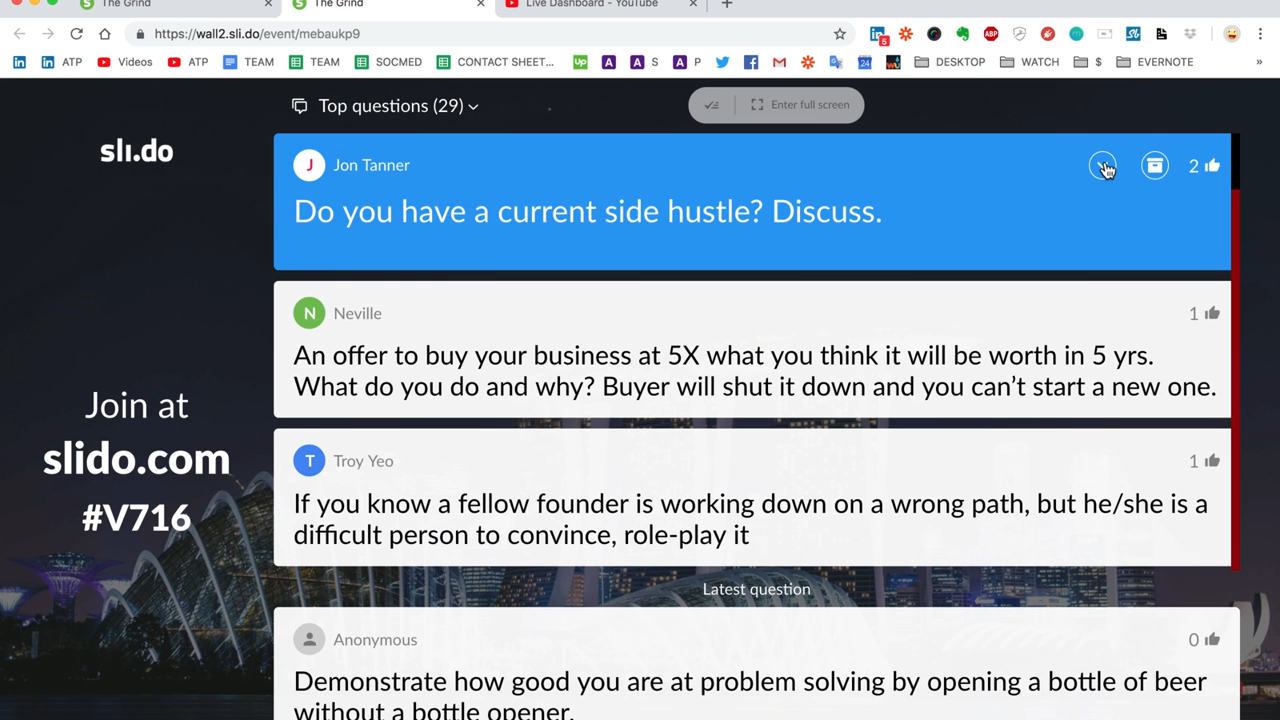 The Grind
The Grind
Live Dashboard - YouTube
https://wall2.sli.do/event/mebaukp9
5
ABP
ATP
Videos
ATP
TEAM
TEAM
SOCMED
CONTACT SHEET...
up
A
A S
A P
24
DESKTOP
WATCH
$
EVERNOTE
»
Top questions (29)
Enter full screen
sli.do
J Jon Tanner
2
Do you have a current side hustle? Discuss.
N Neville
1
An offer to buy your business at 5X what you think it will be worth in 5 yrs.
What do you do and why? Buyer will shut it down and you can’t start a new one.
Join at
slido.com
#V716
T Troy Yeo
1
If you know a fellow founder is working down on a wrong path, but he/she is a
difficult person to convince, role-play it
Latest question
Anonymous
0
Demonstrate how good you are at problem solving by opening a bottle of beer
without a bottle opener.